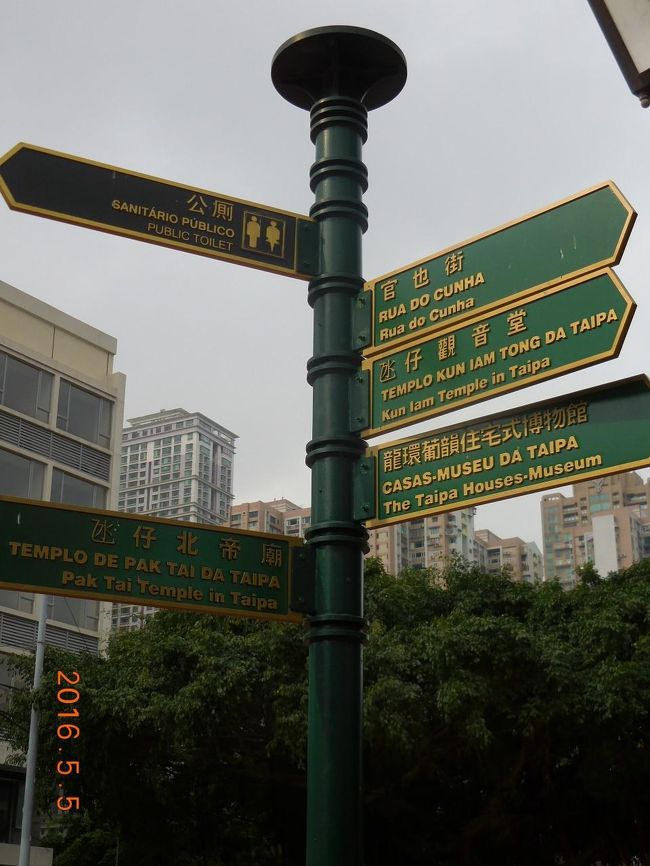 公廁
SANITÁRIO PÚBLICO
PUBLIC TOILET
官也街
RUA DO CUNHA
Rua do Cunha
氹仔觀音堂
TEMPLO KUN IAM TONG DA TAIPA
Kun Iam Temple in Taipa
龍環葡韻住宅式博物館
CASAS-MUSEU DA TAIPA
The Taipa Houses-Museum
氹仔北帝廟
TEMPLO DE PAK TAI DA TAIPA
Pak Tai Temple in Taipa
2016.5.5